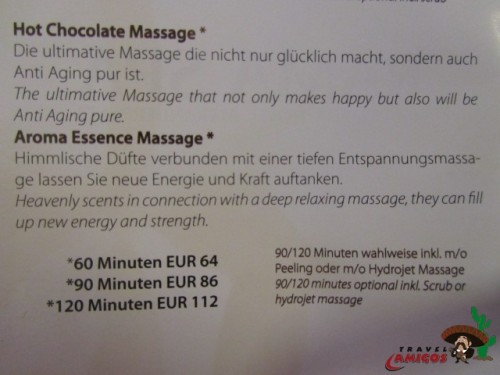 Hot Chocolate Massage *
Die ultimative Massage die nicht nur glücklich macht, sondern auch
Anti Aging pur ist.
The ultimative Massage that not only makes happy but also will be
Anti Aging pure.
Aroma Essence Massage *
Himmlische Düfte verbunden mit einer tiefen Entspannungsmassa-
ge lassen Sie neue Energie und Kraft auftanken.
Heavenly scents in connection with a deep relaxing massage, they can fill
up new energy and strength.
*60 Minuten EUR 64
*90 Minuten EUR 86
*120 Minuten EUR 112
90/120 Minuten wahlweise inkl. m/o
Peeling oder m/o Hydrojet Massage
90/120 minutes optional inkl. Scrub or
hydrojet massage
TRAVEL
AMIGOS